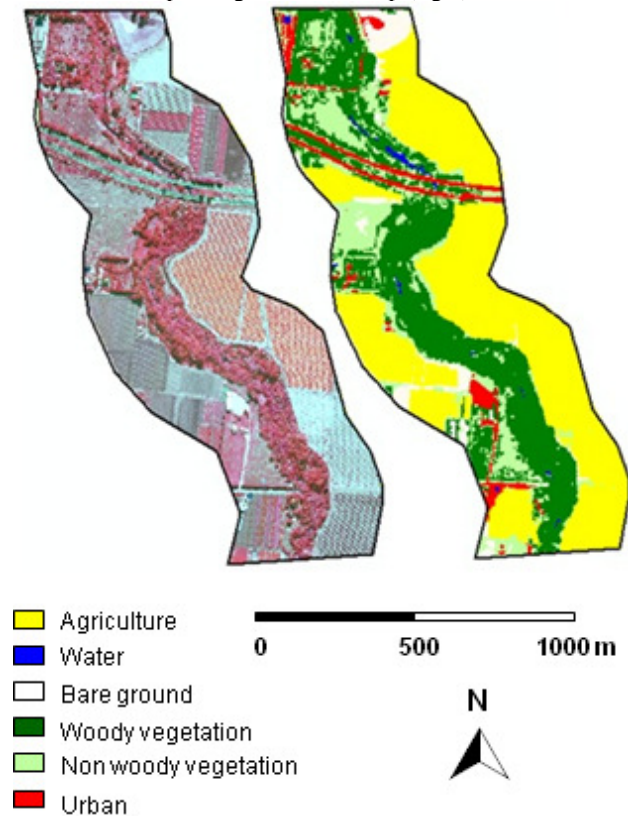 Agriculture
Water
Bare ground
Woody vegetation
Non woody vegetation
Urban
0 500 1000 m
N